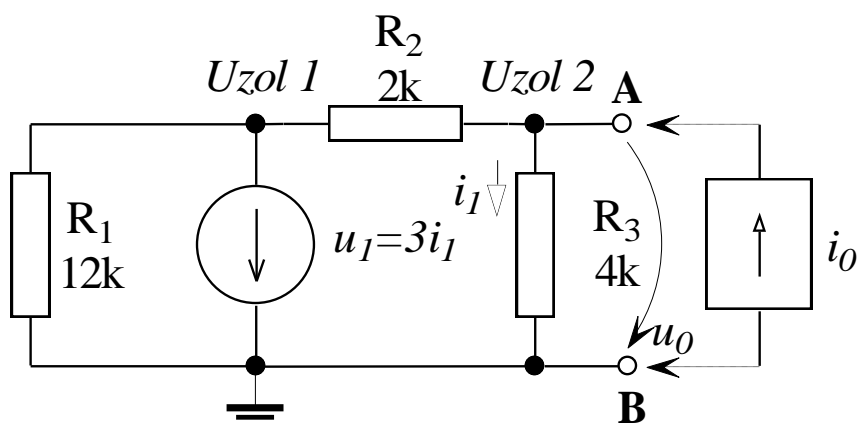 R₂
Uzol 1
2k
Uzol 2
A
R₁
12k
u₁=3i₁
i₁
R₃
4k
i₀
u₀
B